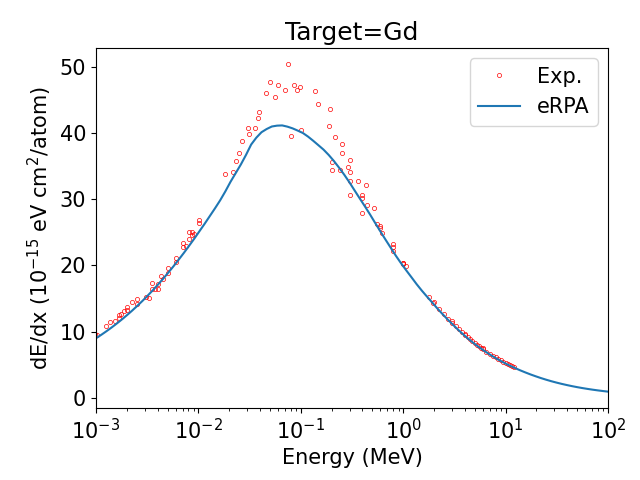 Target=Gd
Exp.
eRPA
dE/dx (10⁻¹⁵ eV cm²/atom)
50
40
30
20
10
0
10⁻³ 10⁻² 10⁻¹ 10⁰ 10¹ 10²
Energy (MeV)